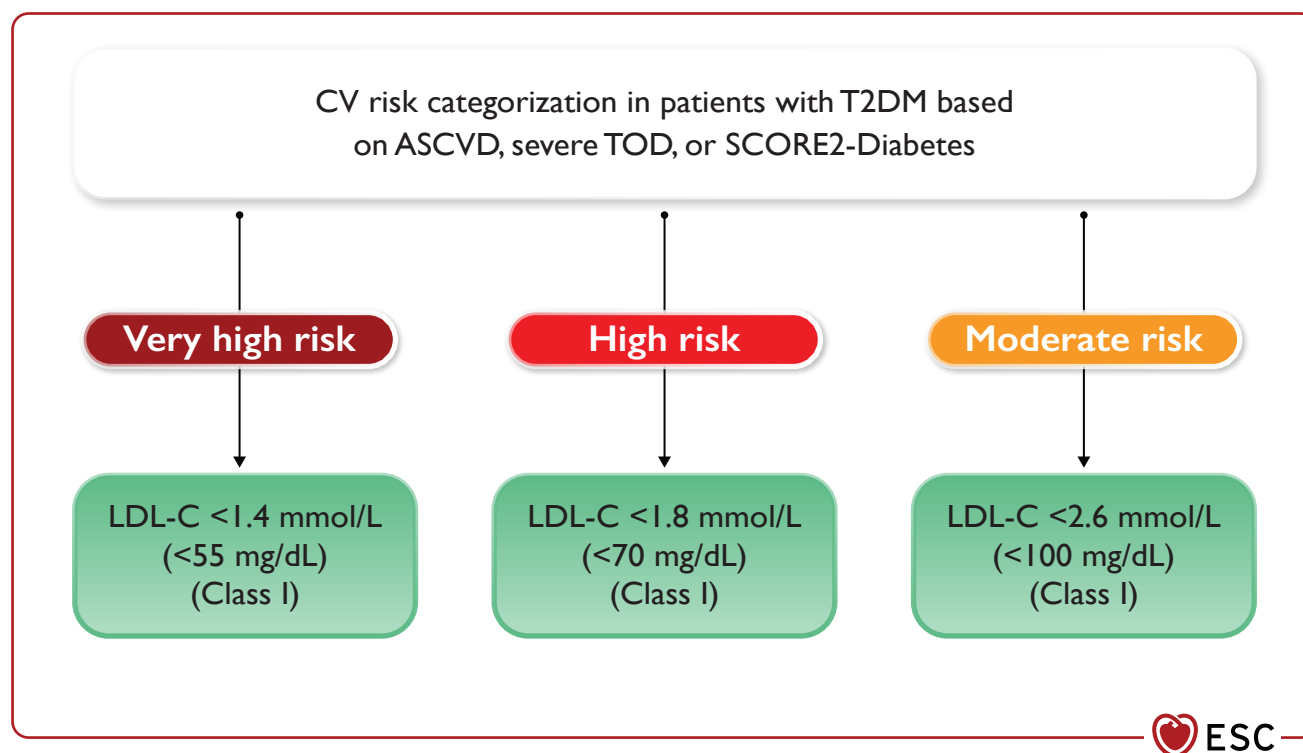 CV risk categorization in patients with T2DM based
on ASCVD, severe TOD, or SCORE2-Diabetes
Very high risk
High risk
Moderate risk
LDL-C <1.4 mmol/L
(<55 mg/dL)
(Class I)
LDL-C <1.8 mmol/L
(<70 mg/dL)
(Class I)
LDL-C <2.6 mmol/L
(<100 mg/dL)
(Class I)
ESC